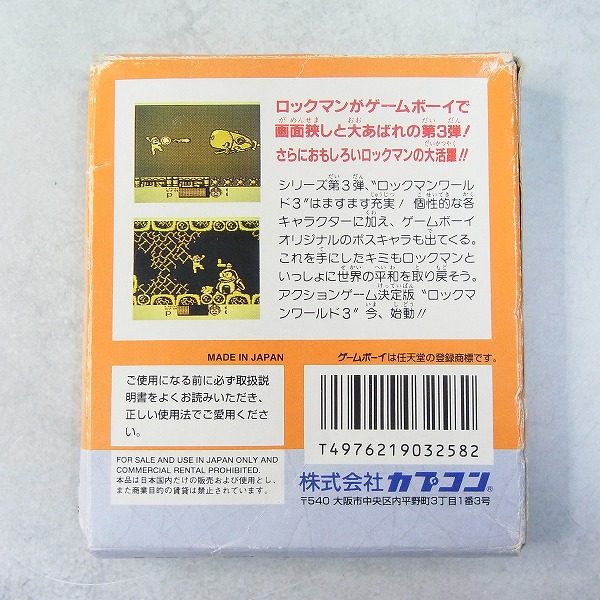 ロックマンがゲームボーイで
画面狭しと大あばれの第3弾!
さらにおもしろいロックマンの大活躍!!
シリーズ第3弾、“ロックマンワール
ド3”はますます充実! 個性的な各
キャラクターに加え、ゲームボーイ
オリジナルのボスキャラも出てくる。
これを手にしたキミもロックマンと
いっしょに世界の平和を取り戻そう。
アクションゲーム決定版 “ロックマ
ンワールド3” 今、始動!!
MADE IN JAPAN
ゲームボーイは任天堂の登録商標です。
ご使用になる前に必ず取扱説
明書をよくお読みいただき、
正しい使用法でご愛用くださ
い。
T4976219032582
FOR SALE AND USE IN JAPAN ONLY AND
COMMERCIAL RENTAL PROHIBITED.
本品は日本国内だけの販売および使用とし、
また商業目的の賃貸は禁止されています。
株式会社 カプコン®
〒540 大阪市中央区内平野町3丁目1番3号